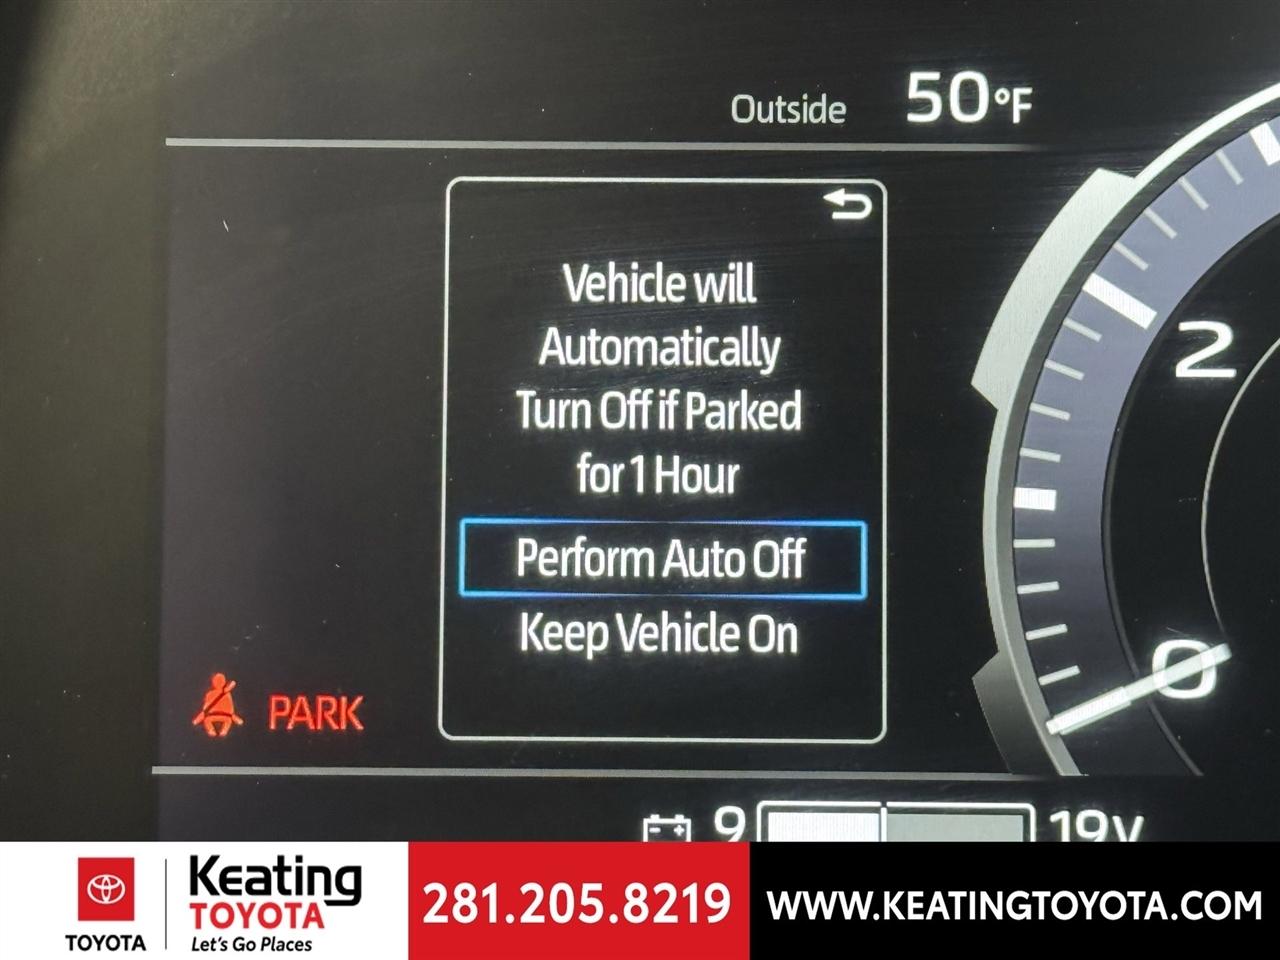 Outside 50°F
Vehicle will
Automatically
Turn Off if Parked
for 1 Hour
Perform Auto Off
Keep Vehicle On
2
0
PARK
9 19V
TOYOTA
Keating
TOYOTA
Let's Go Places
281.205.8219
WWW.KEATINGTOYOTA.COM